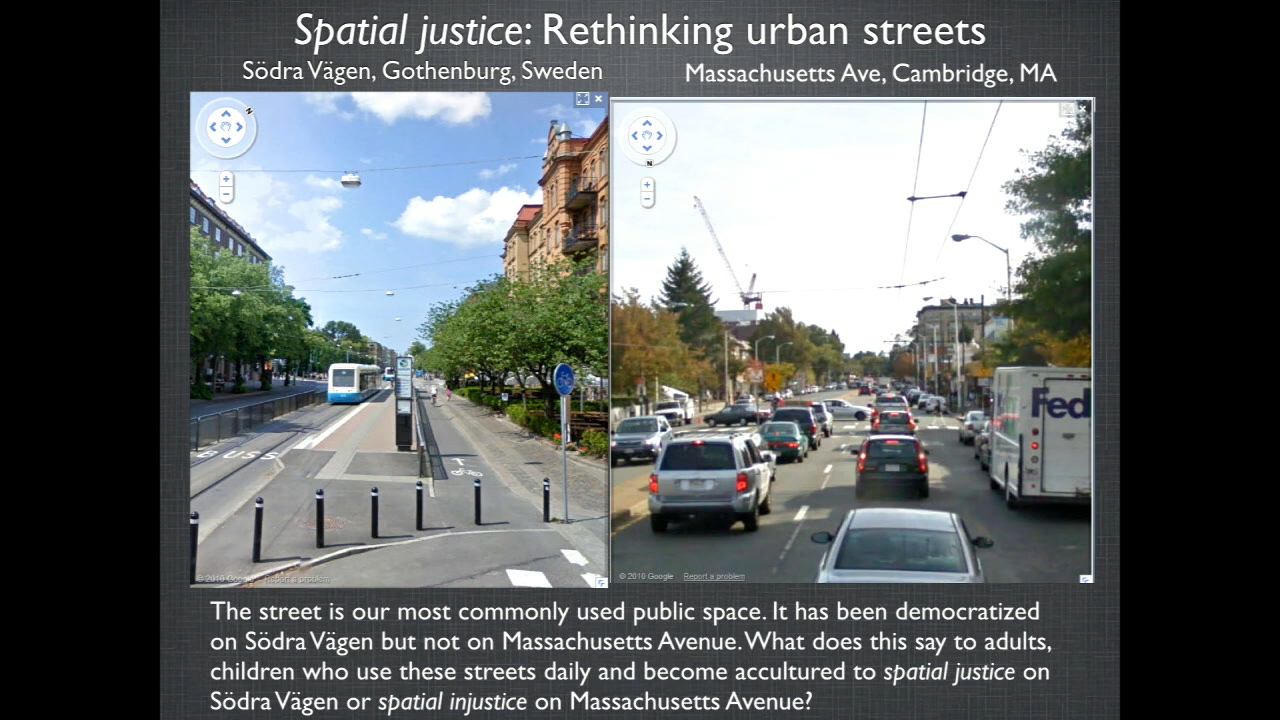 Spatial justice: Rethinking urban streets
Södra Vägen, Gothenburg, Sweden
Massachusetts Ave, Cambridge, MA
N
N
BUSS
Fed
© 2010 Google Report a problem
© 2010 Google Report a problem
The street is our most commonly used public space. It has been democratized
on Södra Vägen but not on Massachusetts Avenue. What does this say to adults,
children who use these streets daily and become accultured to spatial justice on
Södra Vägen or spatial injustice on Massachusetts Avenue?